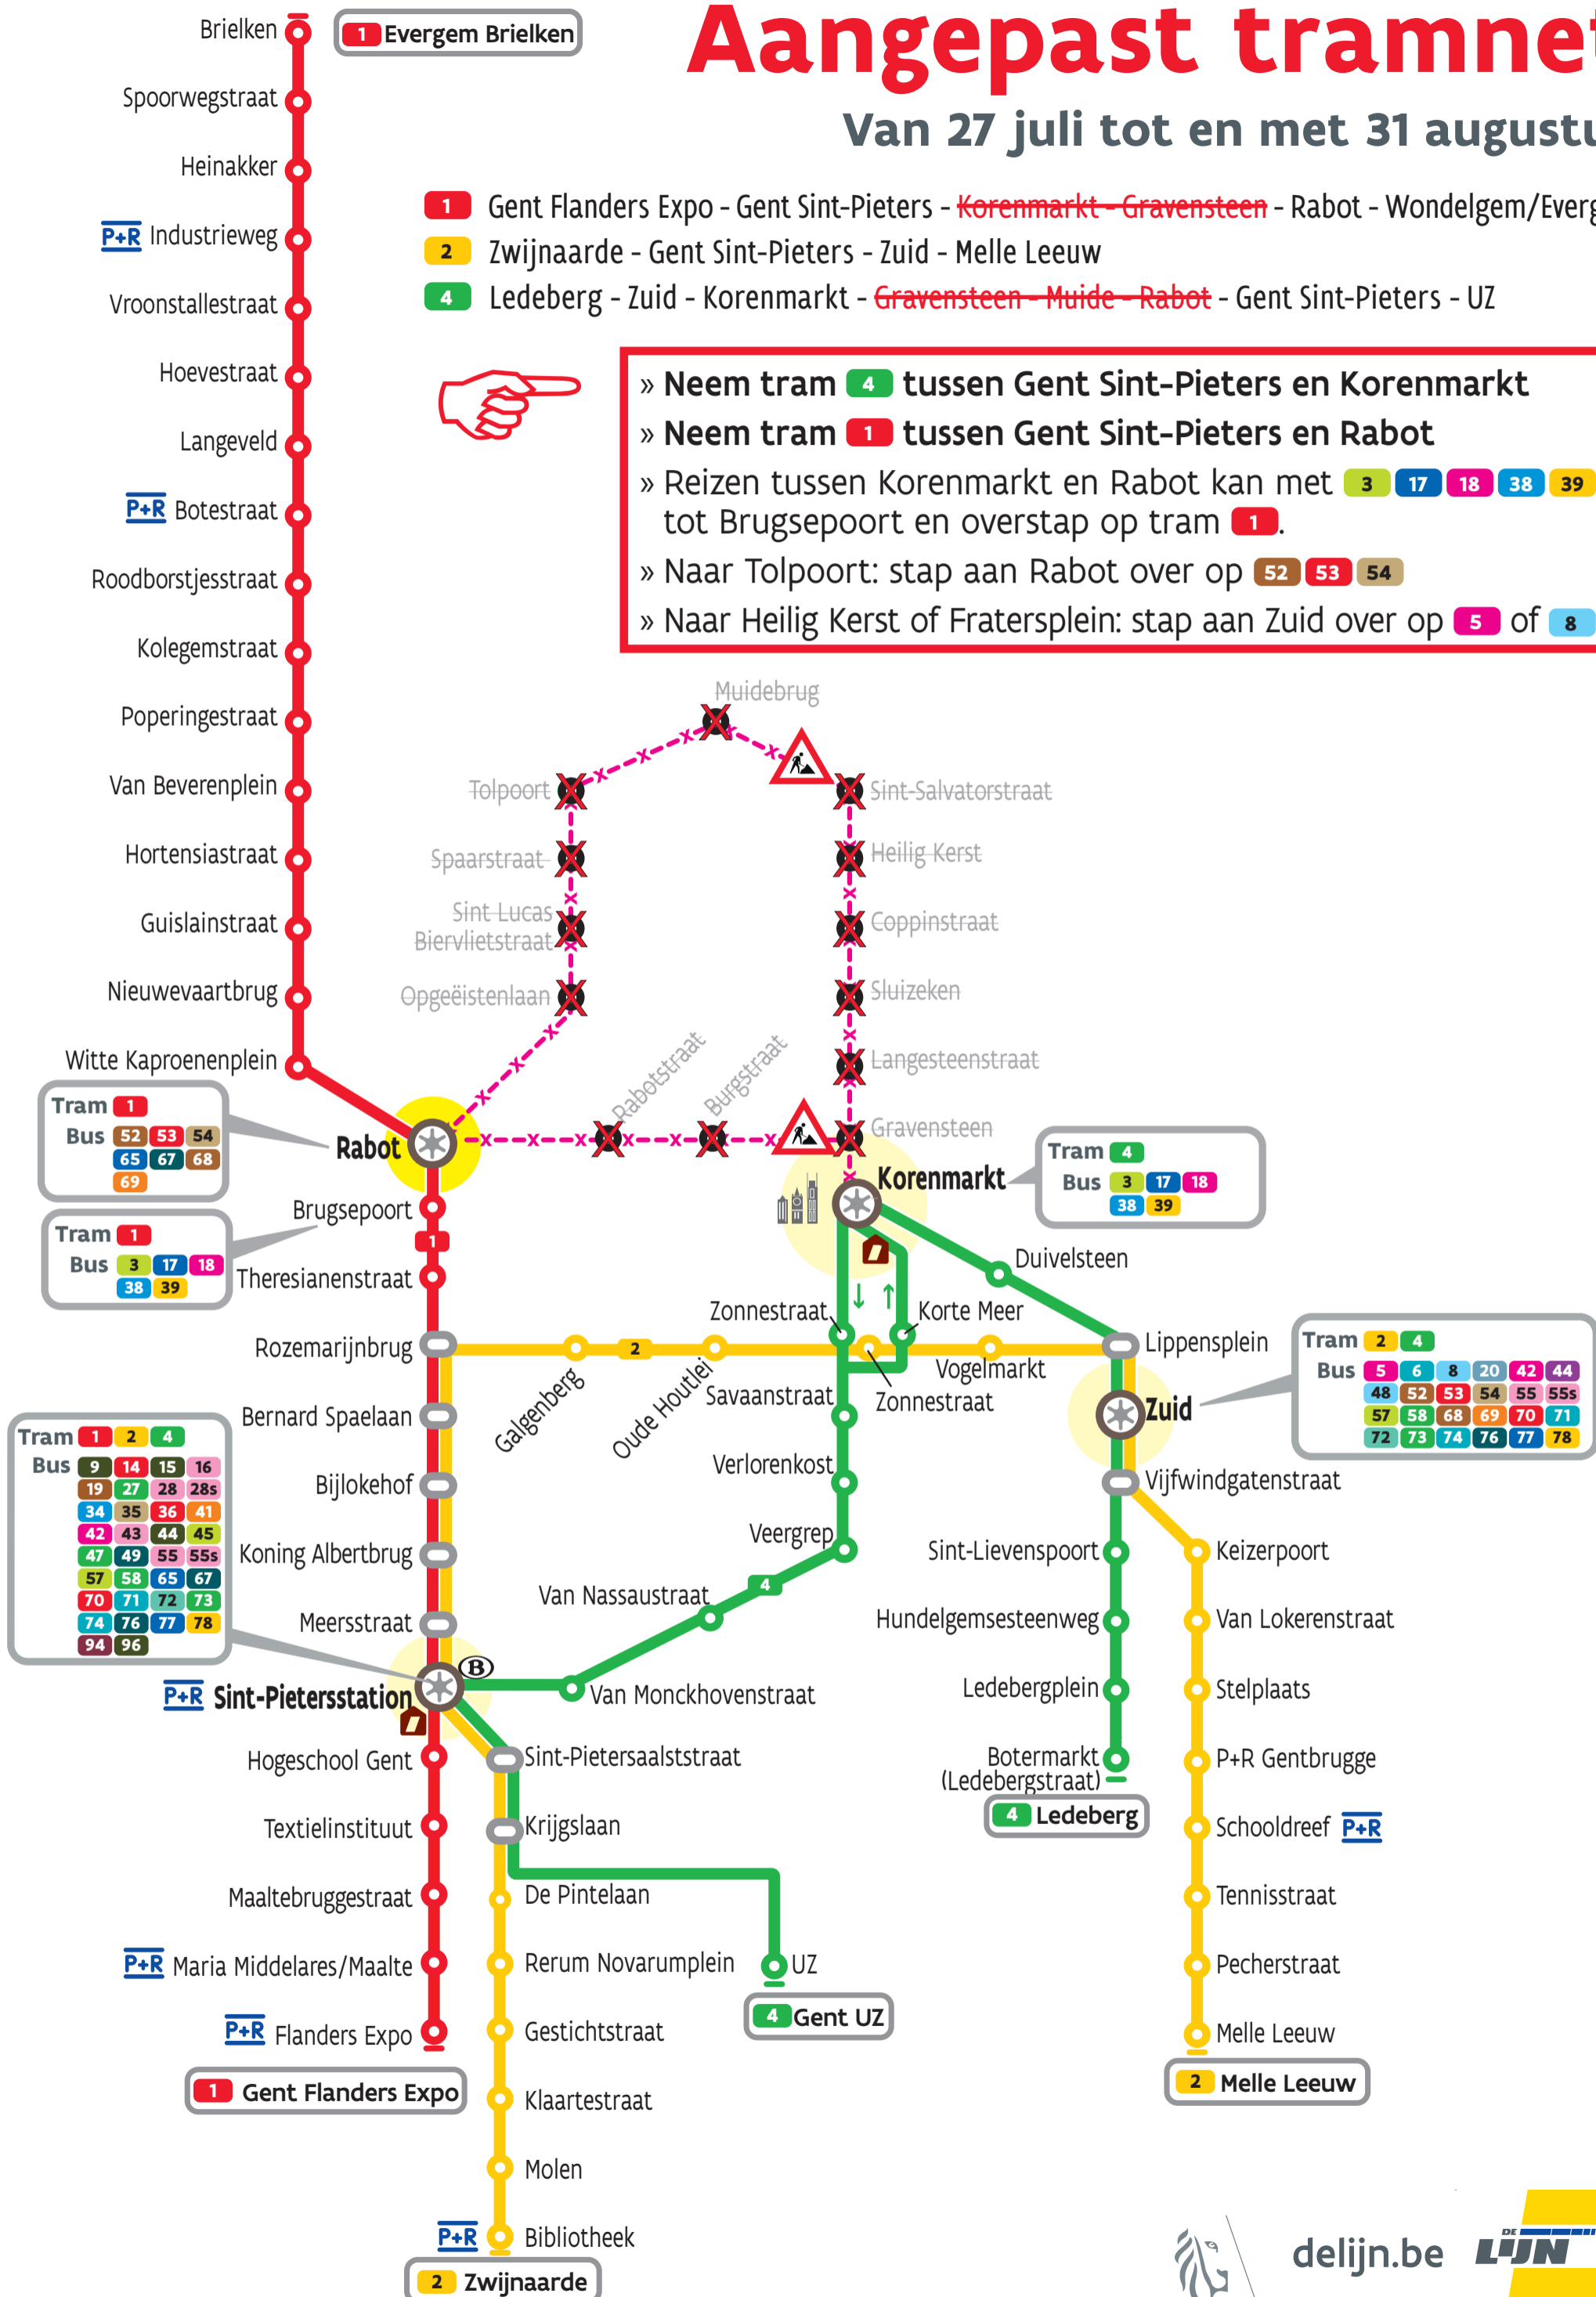 Aangepast tramnet
Van 27 juli tot en met 31 augustu
1 Evergem Brielken
1 Gent Flanders Expo - Gent Sint-Pieters - Korenmarkt - Gravensteen - Rabot - Wondelgem/Everg
2 Zwijnaarde - Gent Sint-Pieters - Zuid - Melle Leeuw
4 Ledeberg - Zuid - Korenmarkt - Gravensteen - Muide - Rabot - Gent Sint-Pieters - UZ
» Neem tram 4 tussen Gent Sint-Pieters en Korenmarkt
» Neem tram 1 tussen Gent Sint-Pieters en Rabot
» Reizen tussen Korenmarkt en Rabot kan met 3 17 18 38 39
tot Brugsepoort en overstap op tram 1.
» Naar Tolpoort: stap aan Rabot over op 52 53 54
» Naar Heilig Kerst of Fratersplein: stap aan Zuid over op 5 of 8
Brielken
Spoorwegstraat
Heinakker
P+R Industrieweg
Vroonstallestraat
Hoevestraat
Langeveld
P+R Botestraat
Roodborstjesstraat
Kolegemstraat
Poperingestraat
Van Beverenplein
Hortensiastraat
Guislainstraat
Nieuwevaartbrug
Witte Kaproenenplein
Muidebrug
Tolpoort
Spaarstraat
Sint Lucas
Biervlietstraat
Opgeëistenlaan
Rabotstraat
Burgstraat
Sint-Salvatorstraat
Heilig Kerst
Coppinstraat
Sluizeken
Langesteenstraat
Gravensteen
Tram 1
Bus 52 53 54
65 67 68
69
Rabot
Korenmarkt
Tram 4
Bus 3 17 18
38 39
Tram 1
Bus 3 17 18
38 39
Brugsepoort
1
Theresianenstraat
Rozemarijnbrug
Bernard Spaelaan
Bijlokehof
Koning Albertbrug
Meersstraat
P+R Sint-Pietersstation
B
2
Galgenberg
Oude Houtlei
Zonnestraat
Korte Meer
Zonnestraat
Vogelmarkt
Duivelsteen
Lippensplein
Zuid
Vijfwindgatenstraat
Tram 2 4
Bus 5 6 8 20 42 44
48 52 53 54 55 55s
57 58 68 69 70 71
72 73 74 76 77 78
Savaanstraat
Verlorenkost
Veergrep
4
Van Nassaustraat
Van Monckhovenstraat
Tram 1 2 4
Bus 9 14 15 16
19 27 28 28s
34 35 36 41
42 43 44 45
47 49 55 55s
57 58 65 67
70 71 72 73
74 76 77 78
94 96
Hogeschool Gent
Textielinstituut
Maaltebruggestraat
P+R Maria Middelares/Maalte
P+R Flanders Expo
1 Gent Flanders Expo
Sint-Pietersaalststraat
Krijgslaan
De Pintelaan
Rerum Novarumplein
Gestichtstraat
Klaartestraat
Molen
P+R Bibliotheek
2 Zwijnaarde
UZ
4 Gent UZ
Sint-Lievenspoort
Hundelgemsesteenweg
Ledebergplein
Botermarkt
(Ledebergstraat)
4 Ledeberg
Keizerpoort
Van Lokerenstraat
Stelplaats
P+R Gentbrugge
Schooldreef P+R
Tennisstraat
Pecherstraat
Melle Leeuw
2 Melle Leeuw
delijn.be
DE LIJN